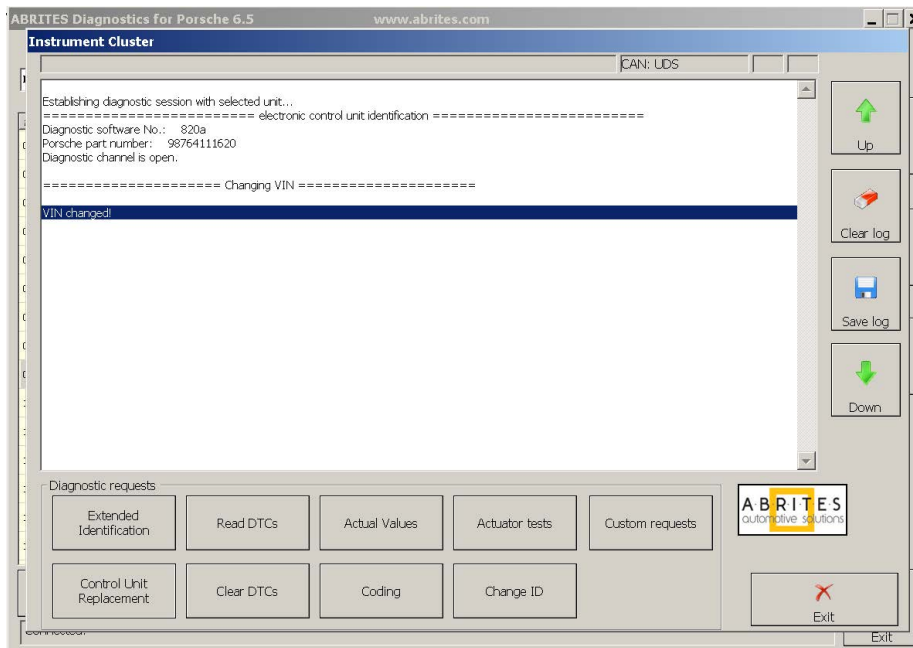 ABRITES Diagnostics for Porsche 6.5 www.abrites.com
Instrument Cluster
CAN: UDS
Establishing diagnostic session with selected unit...
========================= electronic control unit identification =========================
Diagnostic software No.: 820a
Porsche part number: 98764111620
Diagnostic channel is open.
===================== Changing VIN =====================
VIN changed!
Up
Clear log
Save log
Down
Diagnostic requests
Extended
Identification
Read DTCs
Actual Values
Actuator tests
Custom requests
Control Unit
Replacement
Clear DTCs
Coding
Change ID
A·B·R·I·T·E·S
automotive solutions
Exit
Exit